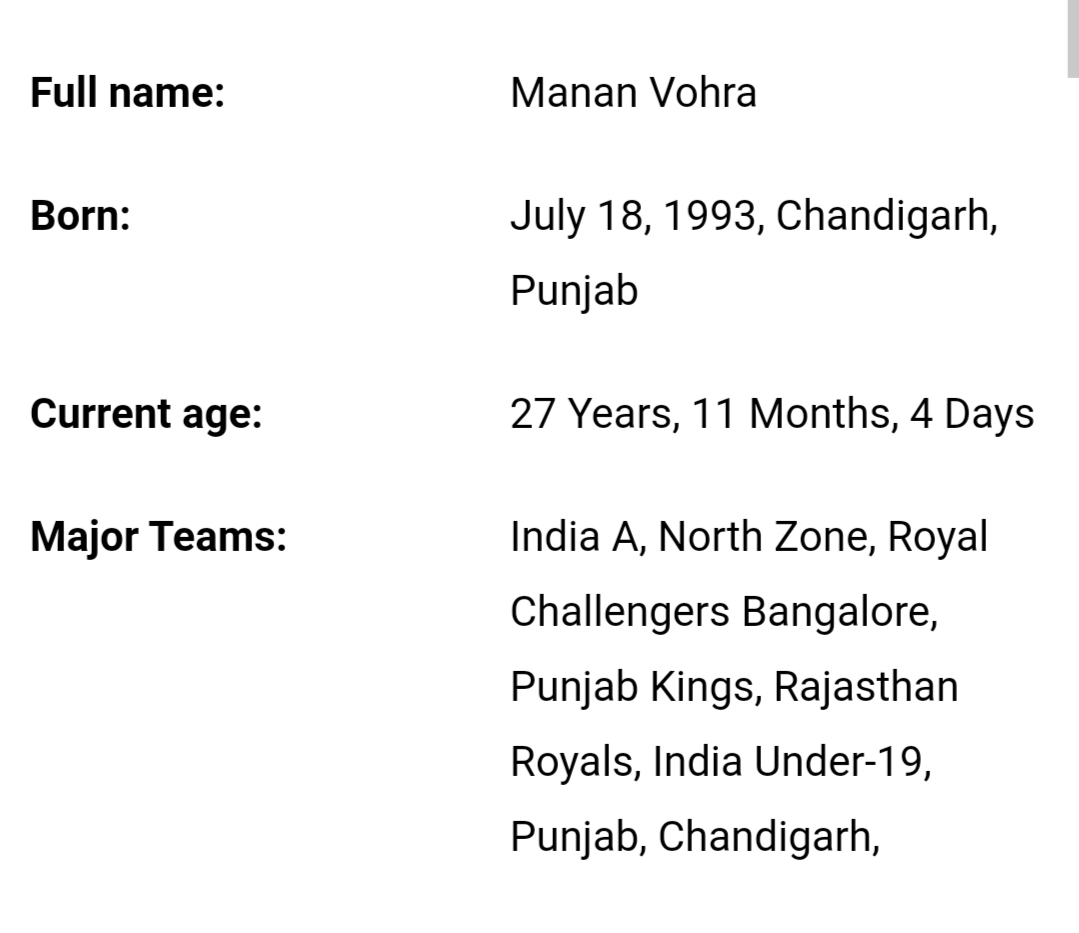 Full name: Manan Vohra
Born: July 18, 1993, Chandigarh,
Punjab
Current age: 27 Years, 11 Months, 4 Days
Major Teams: India A, North Zone, Royal
Challengers Bangalore,
Punjab Kings, Rajasthan
Royals, India Under-19,
Punjab, Chandigarh,